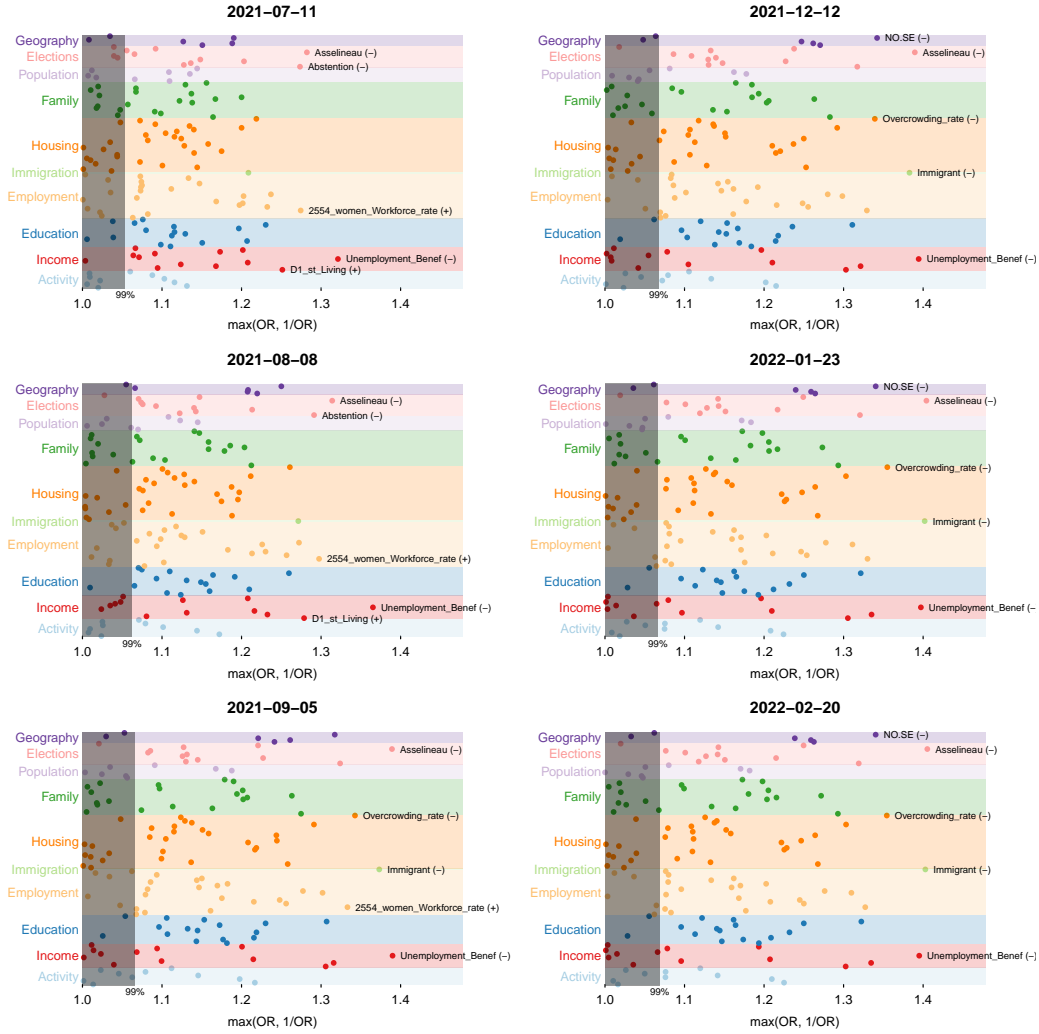 2021−07−11
Geography
Elections
Population
Family
Housing
Immigration
Employment
Education
Income
Activity
Asselineau (−)
Abstention (−)
2554_women_Workforce_rate (+)
Unemployment_Benef (−)
D1_st_Living (+)
99%
1.0 1.1 1.2 1.3 1.4
max(OR, 1/OR)
2021−12−12
Geography
Elections
Population
Family
Housing
Immigration
Employment
Education
Income
Activity
NO.SE (−)
Asselineau (−)
Overcrowding_rate (−)
Immigrant (−)
Unemployment_Benef (−)
99%
1.0 1.1 1.2 1.3 1.4
max(OR, 1/OR)
2021−08−08
Geography
Elections
Population
Family
Housing
Immigration
Employment
Education
Income
Activity
Asselineau (−)
Abstention (−)
2554_women_Workforce_rate (+)
Unemployment_Benef (−)
D1_st_Living (+)
99%
1.0 1.1 1.2 1.3 1.4
max(OR, 1/OR)
2022−01−23
Geography
Elections
Population
Family
Housing
Immigration
Employment
Education
Income
Activity
NO.SE (−)
Asselineau (−)
Overcrowding_rate (−)
Immigrant (−)
Unemployment_Benef (−)
99%
1.0 1.1 1.2 1.3 1.4
max(OR, 1/OR)
2021−09−05
Geography
Elections
Population
Family
Housing
Immigration
Employment
Education
Income
Activity
Asselineau (−)
Overcrowding_rate (−)
Immigrant (−)
2554_women_Workforce_rate (+)
Unemployment_Benef (−)
99%
1.0 1.1 1.2 1.3 1.4
max(OR, 1/OR)
2022−02−20
Geography
Elections
Population
Family
Housing
Immigration
Employment
Education
Income
Activity
NO.SE (−)
Asselineau (−)
Overcrowding_rate (−)
Immigrant (−)
Unemployment_Benef (−)
99%
1.0 1.1 1.2 1.3 1.4
max(OR, 1/OR)